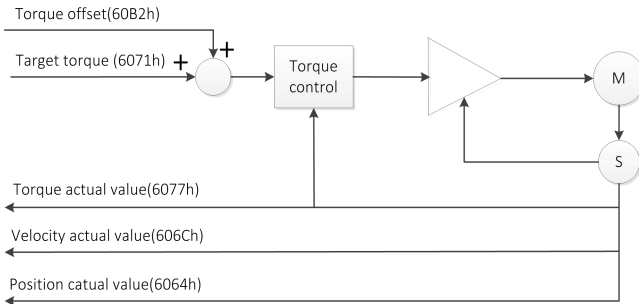 Torque offset(60B2h)
+
Target torque (6071h)
+
Torque
control
M
S
Torque actual value(6077h)
Velocity actual value(606Ch)
Position catual value(6064h)